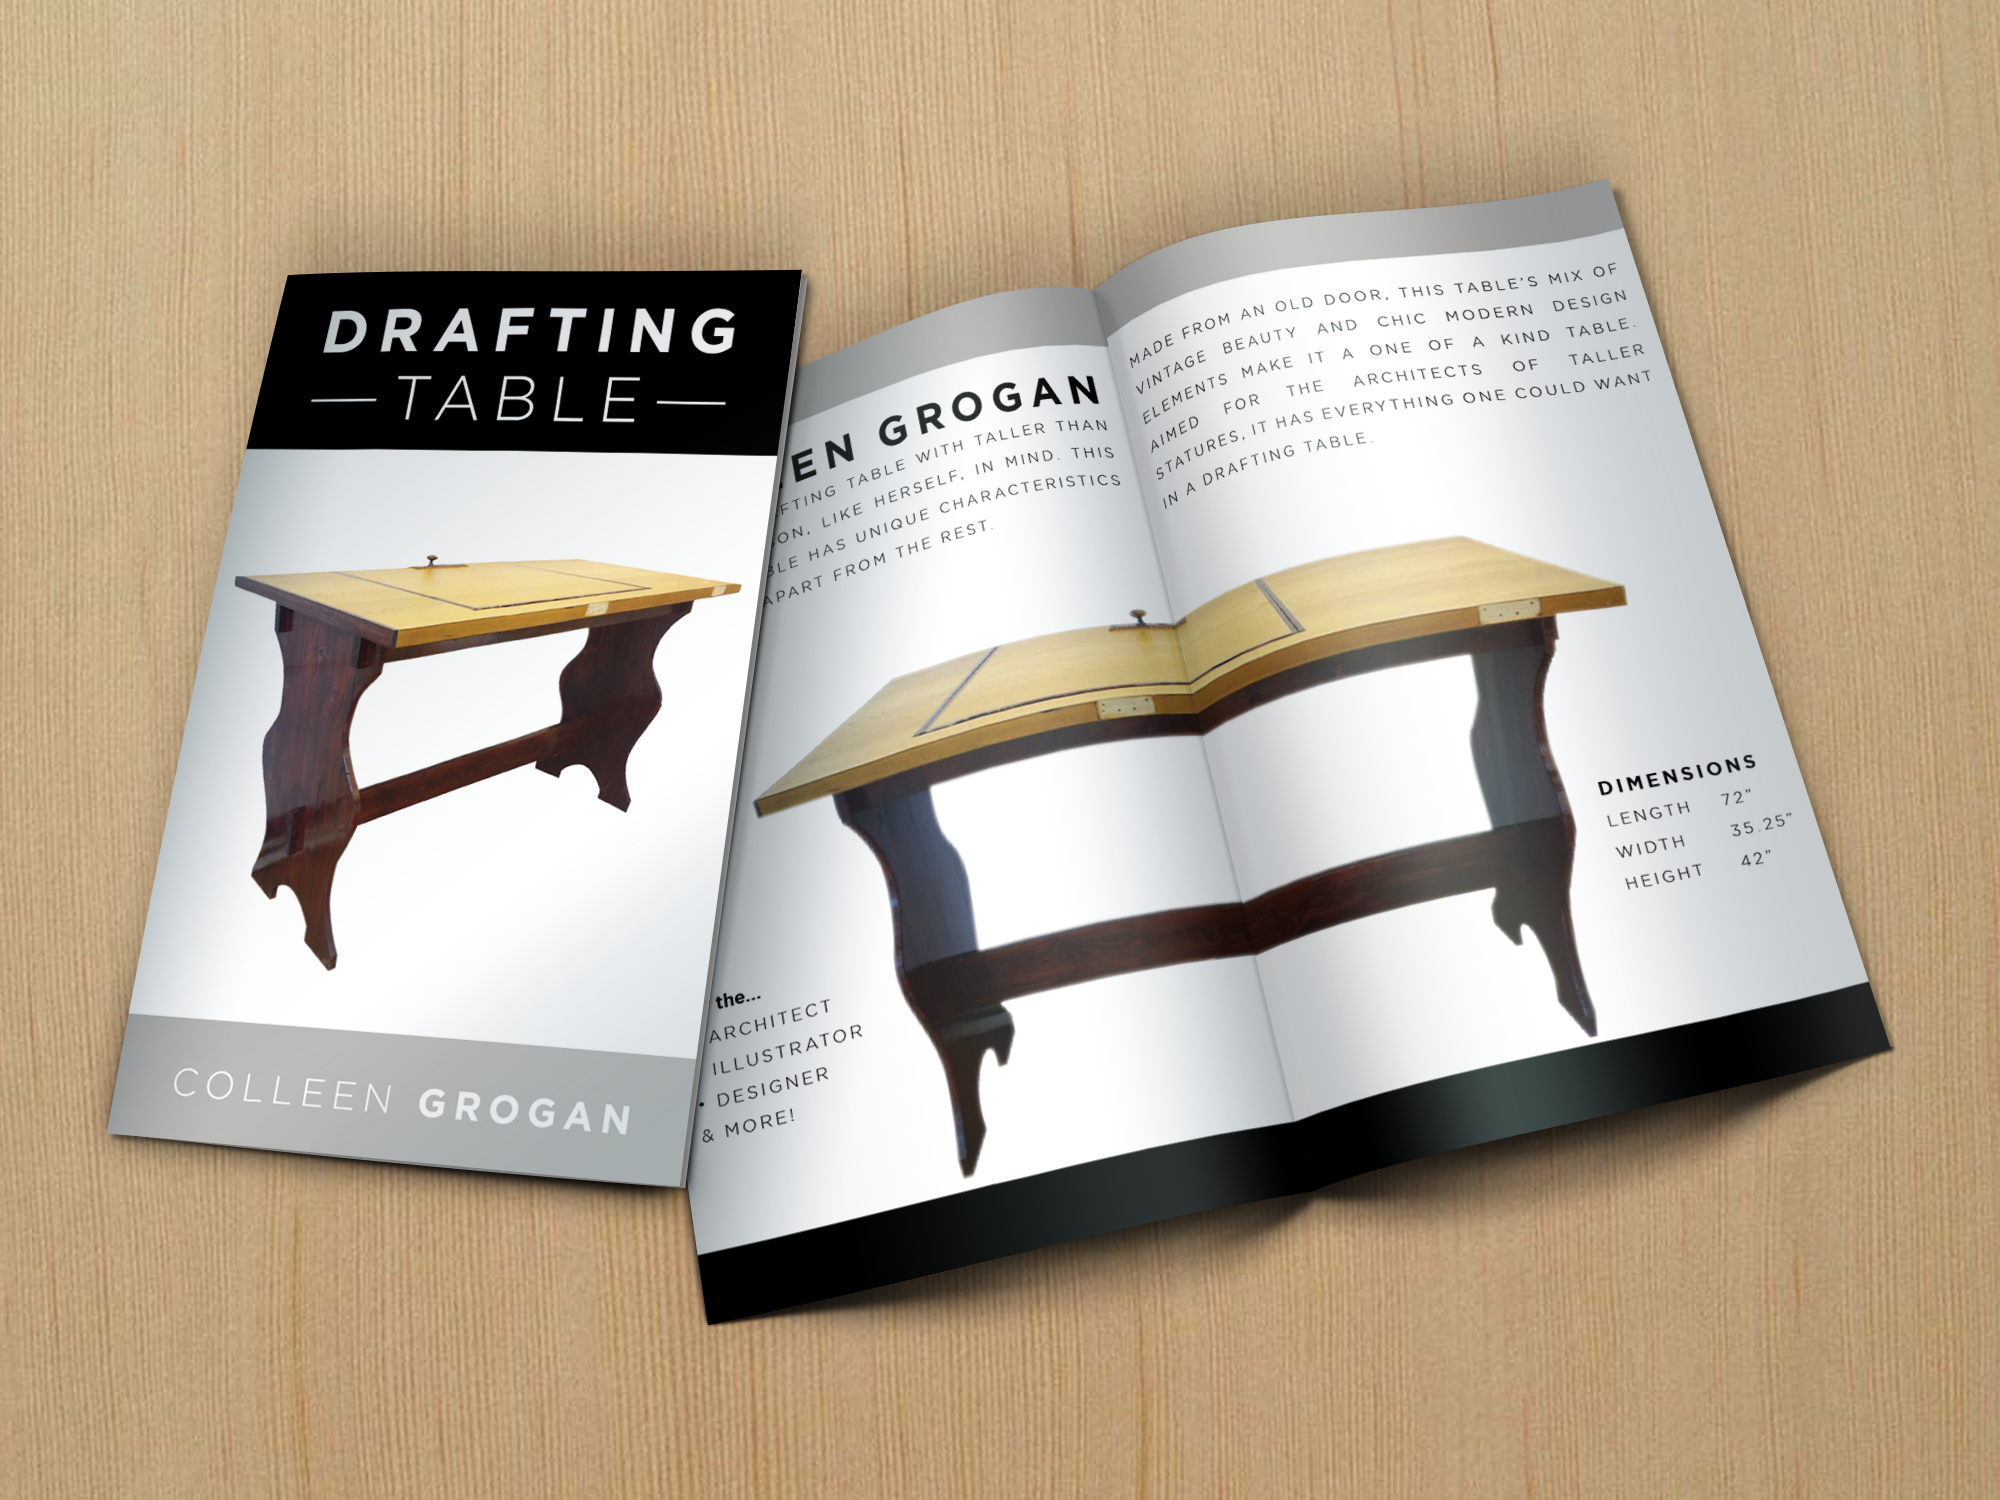 DRAFTING
— TABLE —
COLLEEN GROGAN
EN GROGAN
FTING TABLE WITH TALLER THAN
ON, LIKE HERSELF, IN MIND. THIS
BLE HAS UNIQUE CHARACTERISTICS
APART FROM THE REST.
the...
ARCHITECT
ILLUSTRATOR
• DESIGNER
& MORE!
MADE FROM AN OLD DOOR, THIS TABLE'S MIX OF
VINTAGE BEAUTY AND CHIC MODERN DESIGN
ELEMENTS MAKE IT A ONE OF A KIND TABLE.
AIMED FOR THE ARCHITECTS OF TALLER
STATURES, IT HAS EVERYTHING ONE COULD WANT
IN A DRAFTING TABLE.
DIMENSIONS
LENGTH 72"
WIDTH 35.25"
HEIGHT 42"